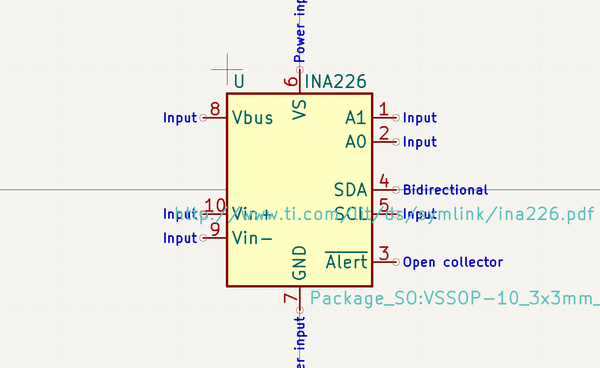 Power input
U
INA226
6
VS
8
Input
Vbus
A1
1
Input
A0
2
Input
SDA
4
Bidirectional
10
Input
Vin+
http://www.ti.com/lit/ds/symlink/ina226.pdf
SCL
5
Input
9
Input
Vin-
GND
Alert
3
Open collector
7
Package_SO:VSSOP-10_3x3mm_
er input